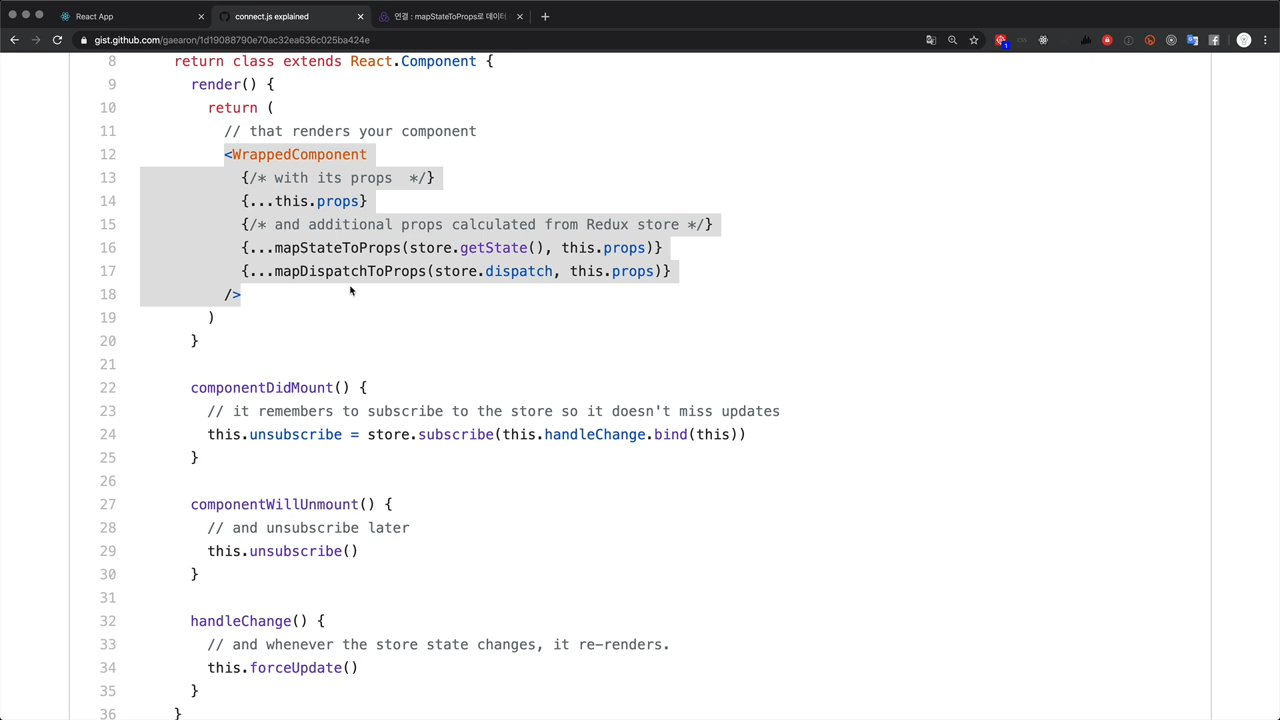 React App
connect.js explained
연결 : mapStateToProps로 데이터
gist.github.com/gaearon/1d19088790e70ac32ea636c025ba424e
8 return class extends React.Component {
9 render() {
10 return (
11 // that renders your component
12 <WrappedComponent
13 {/* with its props  */}
14 {...this.props}
15 {/* and additional props calculated from Redux store */}
16 {...mapStateToProps(store.getState(), this.props)}
17 {...mapDispatchToProps(store.dispatch, this.props)}
18 />
19 )
20 }
21
22 componentDidMount() {
23 // it remembers to subscribe to the store so it doesn't miss updates
24 this.unsubscribe = store.subscribe(this.handleChange.bind(this))
25 }
26
27 componentWillUnmount() {
28 // and unsubscribe later
29 this.unsubscribe()
30 }
31
32 handleChange() {
33 // and whenever the store state changes, it re-renders.
34 this.forceUpdate()
35 }
36 }